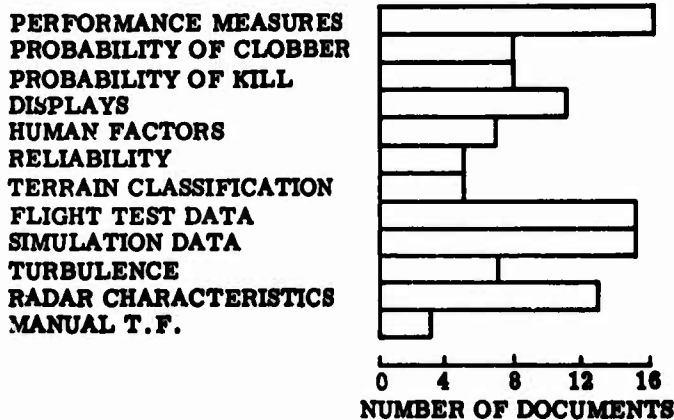 PERFORMANCE MEASURES
PROBABILITY OF CLOBBER
PROBABILITY OF KILL
DISPLAYS
HUMAN FACTORS
RELIABILITY
TERRAIN CLASSIFICATION
FLIGHT TEST DATA
SIMULATION DATA
TURBULENCE
RADAR CHARACTERISTICS
MANUAL T.F.
0 4 8 12 16
NUMBER OF DOCUMENTS